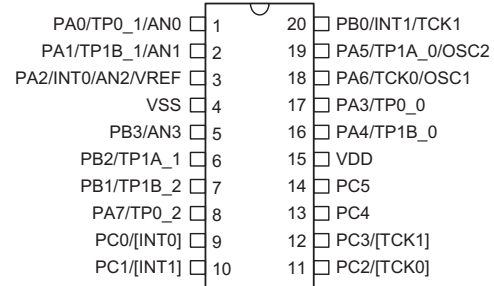 PA0/TP0_1/AN0 1 20 PB0/INT1/TCK1
PA1/TP1B_1/AN1 2 19 PA5/TP1A_0/OSC2
PA2/INT0/AN2/VREF 3 18 PA6/TCK0/OSC1
VSS 4 17 PA3/TP0_0
PB3/AN3 5 16 PA4/TP1B_0
PB2/TP1A_1 6 15 VDD
PB1/TP1B_2 7 14 PC5
PA7/TP0_2 8 13 PC4
PC0/[INT0] 9 12 PC3/[TCK1]
PC1/[INT1] 10 11 PC2/[TCK0]